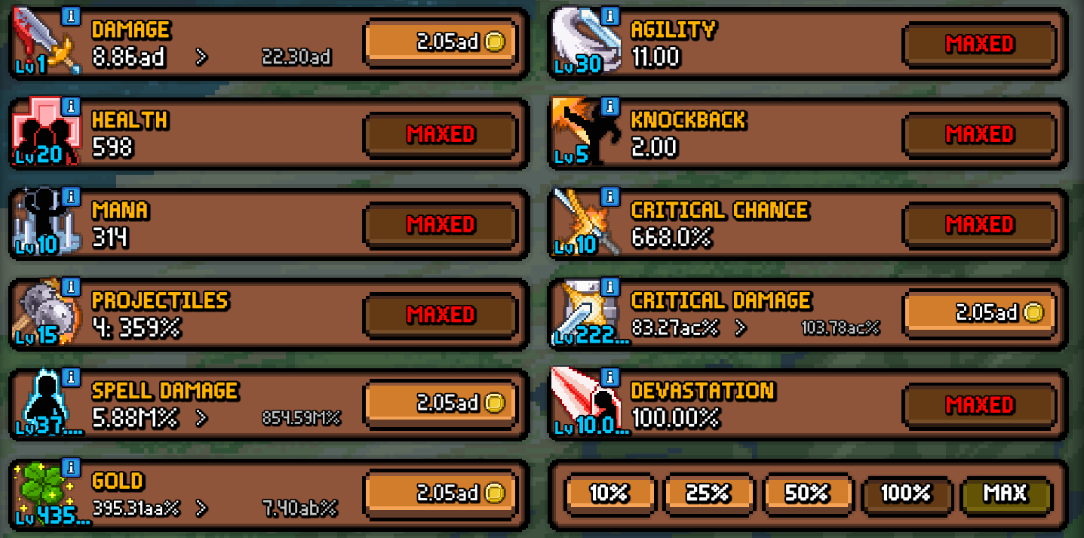 DAMAGE
8.86ad > 22.30ad
2.05ad
Lv1
AGILITY
11.00
MAXED
Lv30
HEALTH
598
MAXED
Lv20
KNOCKBACK
2.00
MAXED
Lv5
MANA
314
MAXED
Lv10
CRITICAL CHANCE
668.0%
MAXED
Lv10
PROJECTILES
4: 359%
MAXED
Lv15
CRITICAL DAMAGE
83.27ac% > 103.78ac%
2.05ad
Lv222...
SPELL DAMAGE
5.88M% > 854.59M%
2.05ad
Lv37....
DEVASTATION
100.00%
MAXED
Lv10.0...
GOLD
395.31aa% > 7.40ab%
2.05ad
Lv435...
10% 25% 50% 100% MAX